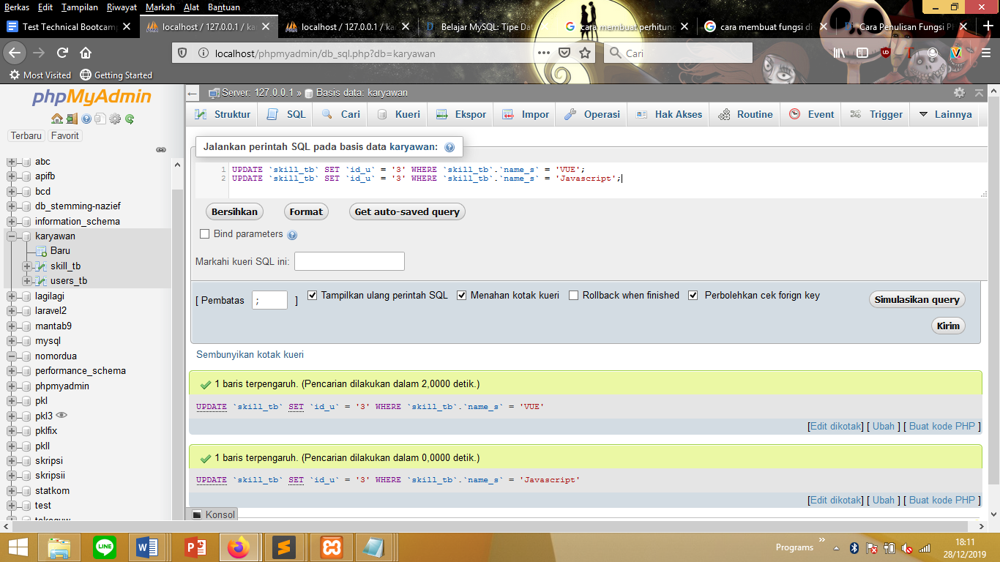 Berkas Edit Tampilan Riwayat Markah Alat Bantuan
Test Technical Bootcamp localhost / 127.0.0.1 / ka localhost / 127.0.0.1 / ka Belajar MySQL: Tipe Dat cara membuat perhitung cara membuat fungsi di Cara Penulisan Fungsi P
localhost/phpmyadmin/db_sql.php?db=karyawan
Cari
Most Visited Getting Started
phpMyAdmin
Terbaru Favorit
abc
apifb
bcd
db_stemming-nazief
information_schema
karyawan
Baru
skill_tb
users_tb
lagilagi
laravel2
mantab9
mysql
nomordua
performance_schema
phpmyadmin
pkl
pkl3
pklfix
pkll
skripsi
skripsii
statkom
test
Server: 127.0.0.1 » Basis data: karyawan
Struktur SQL Cari Kueri Ekspor Impor Operasi Hak Akses Routine Event Trigger Lainnya
Jalankan perintah SQL pada basis data karyawan:
1 UPDATE `skill_tb` SET `id_u` = '3' WHERE `skill_tb`.`name_s` = 'VUE';
2 UPDATE `skill_tb` SET `id_u` = '3' WHERE `skill_tb`.`name_s` = 'Javascript';
Bersihkan Format Get auto-saved query
Bind parameters
Markahi kueri SQL ini:
[ Pembatas ; ] Tampilkan ulang perintah SQL Menahan kotak kueri Rollback when finished Perbolehkan cek forign key Simulasikan query
Kirim
Sembunyikan kotak kueri
1 baris terpengaruh. (Pencarian dilakukan dalam 2,0000 detik.)
UPDATE `skill_tb` SET `id_u` = '3' WHERE `skill_tb`.`name_s` = 'VUE'
[Edit dikotak] [ Ubah ] [ Buat kode PHP ]
1 baris terpengaruh. (Pencarian dilakukan dalam 0,0000 detik.)
UPDATE `skill_tb` SET `id_u` = '3' WHERE `skill_tb`.`name_s` = 'Javascript'
[Edit dikotak] [ Ubah ] [ Buat kode PHP ]
Konsol
LINE
Programs
18:11
28/12/2019